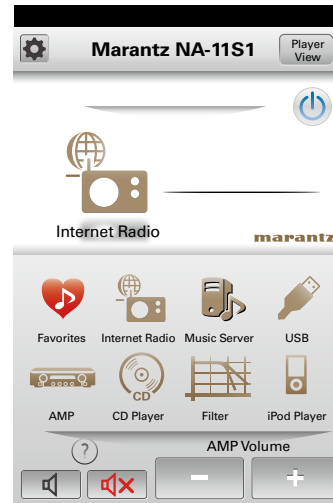 Marantz NA-11S1
Player
View
Internet Radio
marantz
Favorites Internet Radio Music Server USB
CD
AMP CD Player Filter iPod Player
? AMP Volume